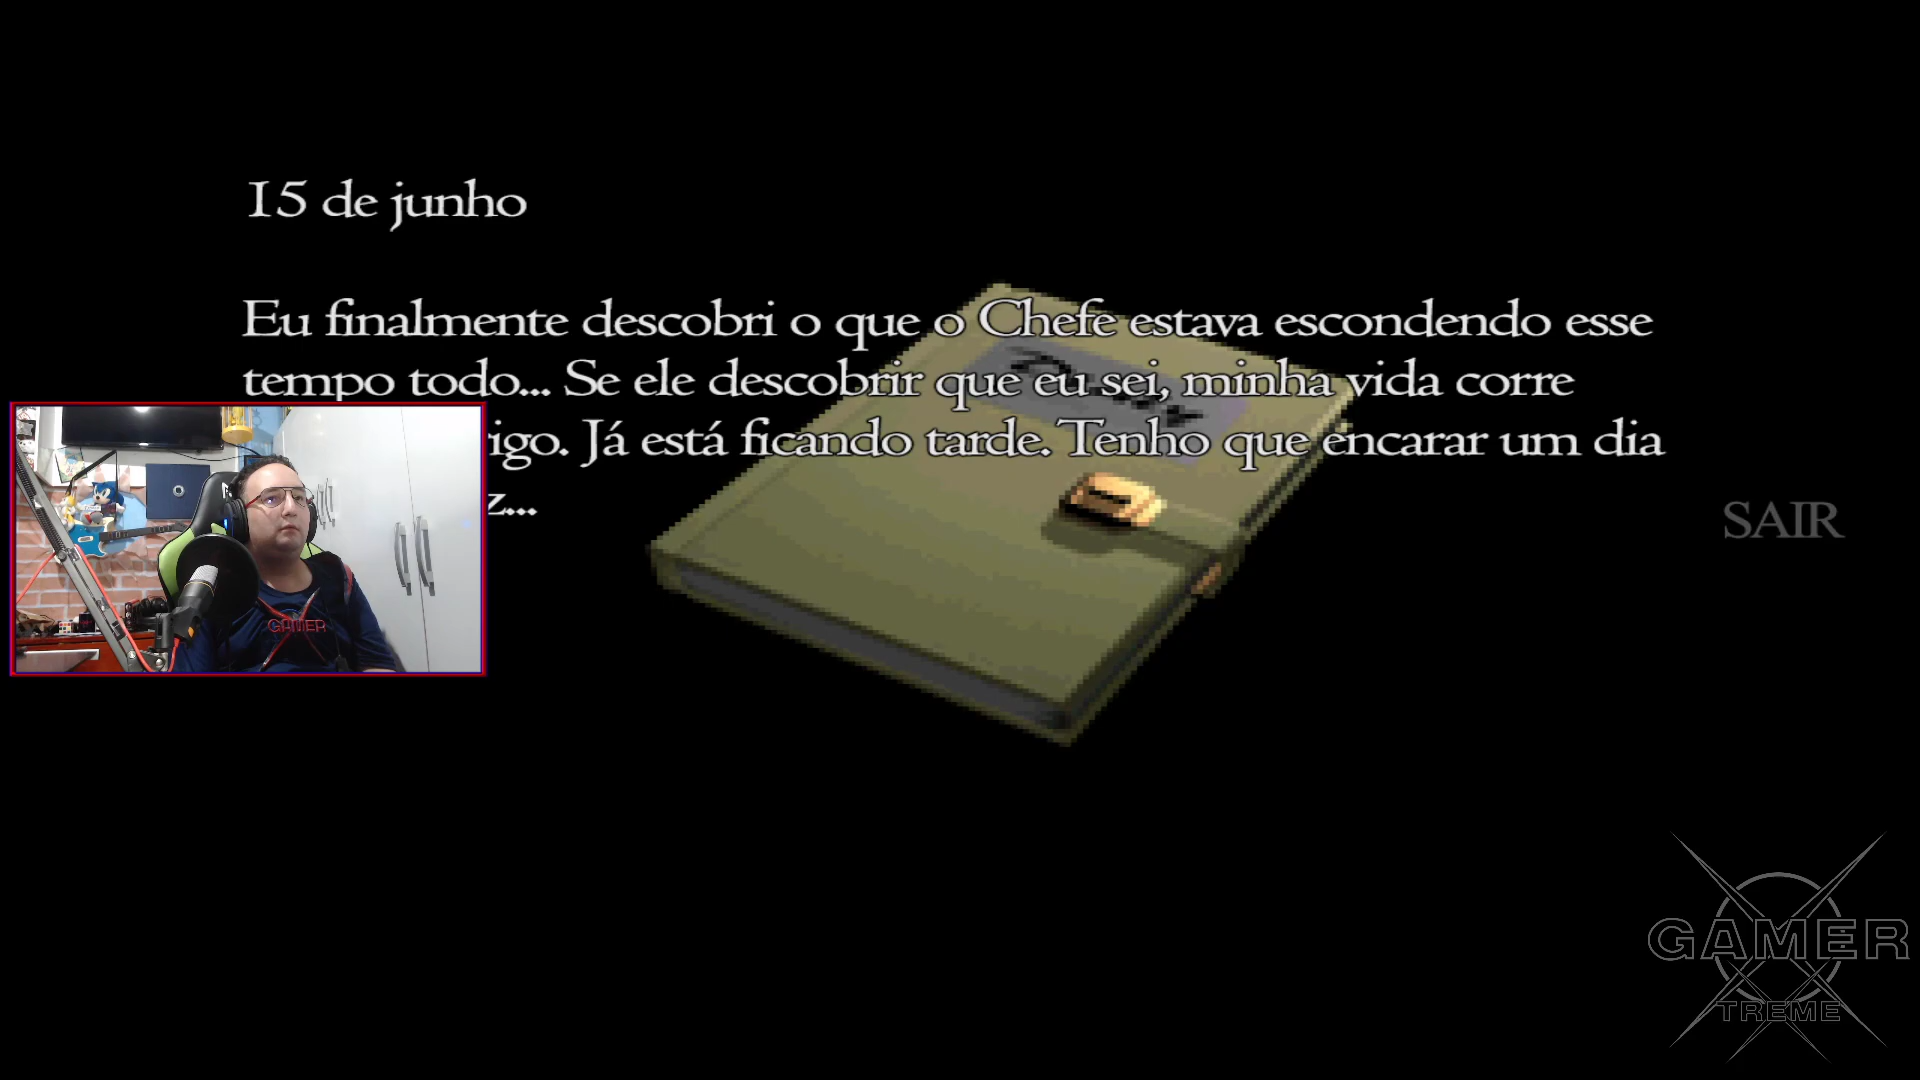 15 de junho
Eu finalmente descobri o que o Chefe estava escondendo esse
tempo todo... Se ele descobrir que eu sei, minha vida corre
igo. Já está ficando tarde. Tenho que encarar um dia
z...
SAIR
Diary
GAMER
GAMER
TREME